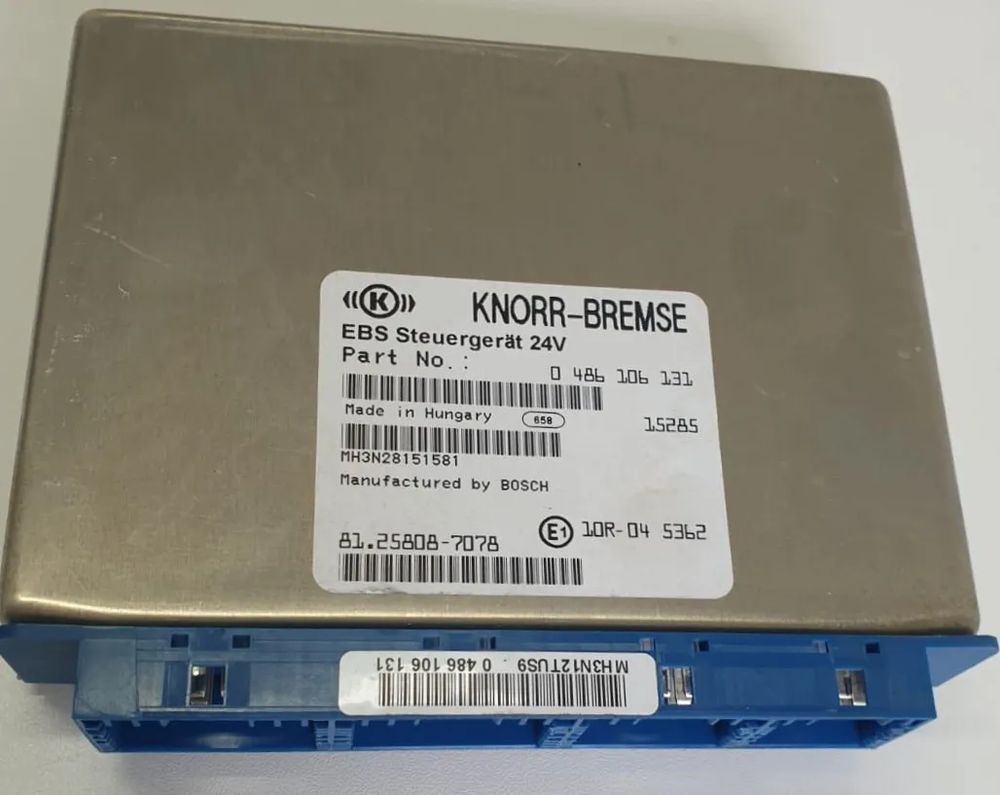 K KNORR-BREMSE
EBS Steuergerät 24V
Part No.: 0 486 106 131
Made in Hungary 658 15285
MH3N28151581
Manufactured by BOSCH
E1 10R-04 5362
81.25808-7078
MH3N12TUS9 . 0 486 106 131